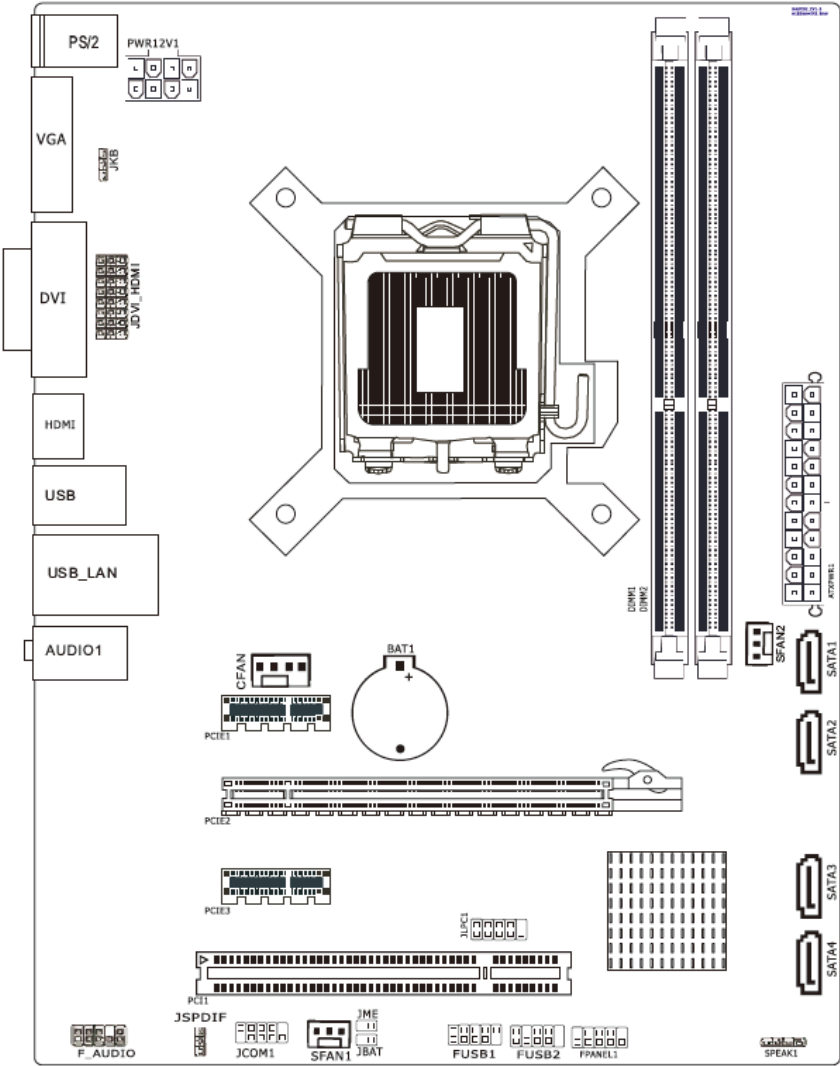 PS/2
PWR12V1
VGA
JKB
DVI
JDVI_HDMI
HDMI
USB
USB_LAN
AUDIO1
DIMM1
DIMM2
C
C
ATXPWR1
SFAN2
SATA1
SATA2
SATA3
SATA4
CFAN
BAT1
+
PCIE1
PCIE2
PCIE3
JLPC1
PCI1
F_AUDIO
JSPDIF
JCOM1
SFAN1
JME
JBAT
FUSB1
FUSB2
FPANEL1
SPEAK1